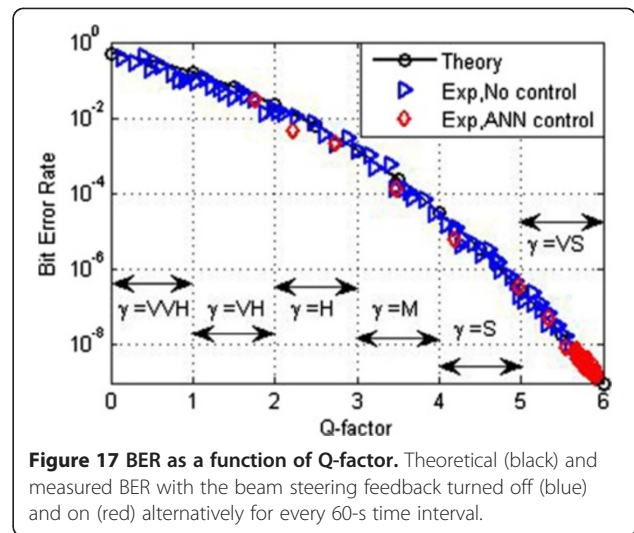 10^0
10^-2
10^-4
10^-6
10^-8
Bit Error Rate
Theory
Exp,No control
Exp,ANN control
γ=VVH
γ=VH
γ=H
γ=M
γ=S
γ=VS
0 1 2 3 4 5 6
Q-factor
Figure 17 BER as a function of Q-factor. Theoretical (black) and
measured BER with the beam steering feedback turned off (blue)
and on (red) alternatively for every 60-s time interval.